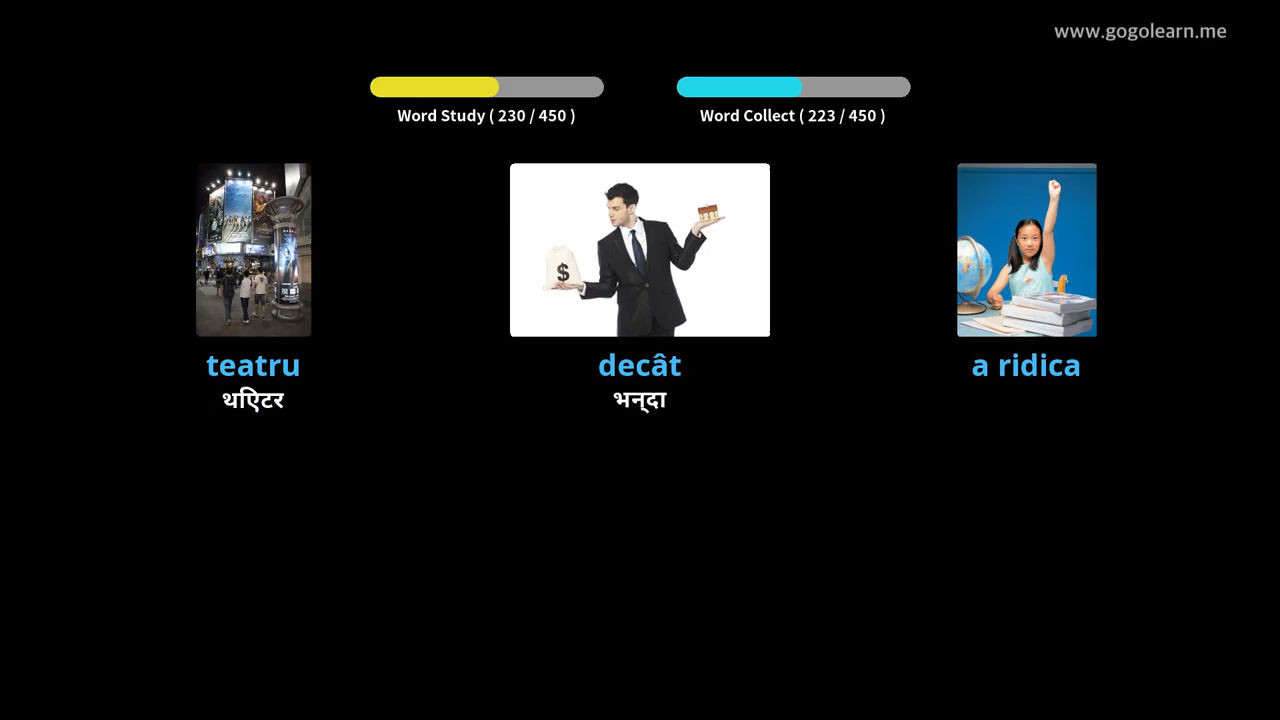 www.gogolearn.me
Word Study ( 230 / 450 )
Word Collect ( 223 / 450 )
teatru
थिएटर
decât
भन्दा
a ridica